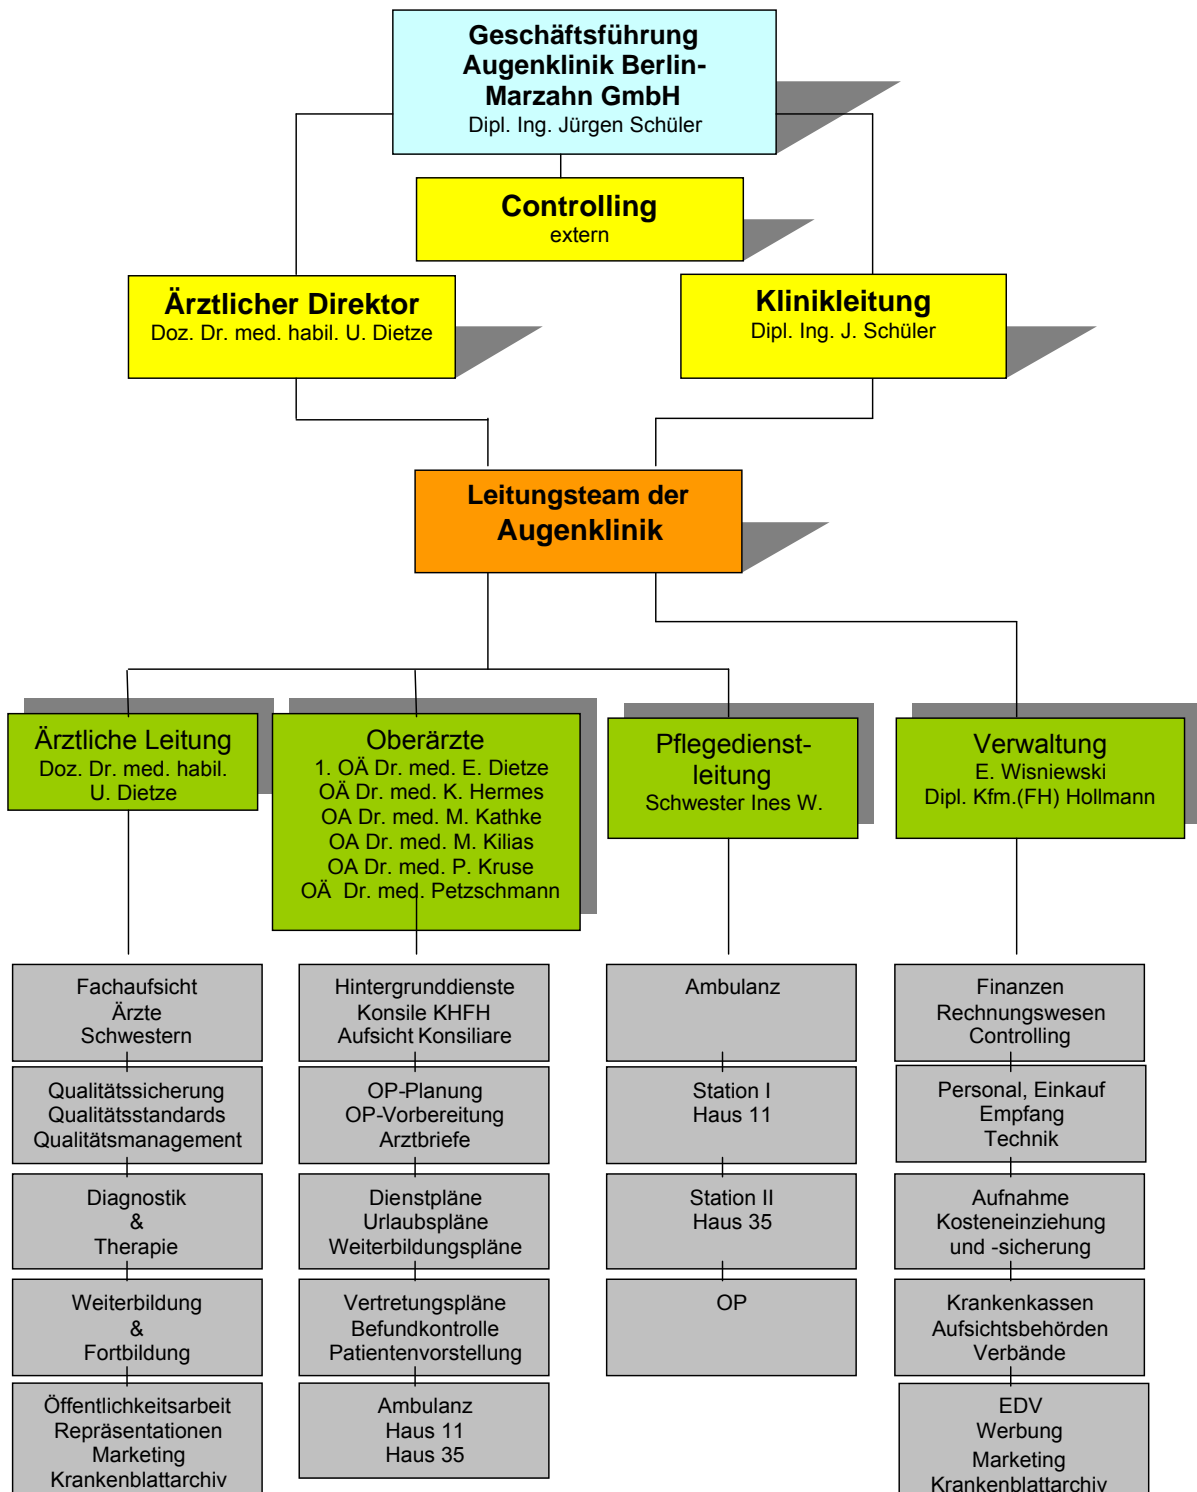 Geschäftsführung
Augenklinik Berlin-
Marzahn GmbH
Dipl. Ing. Jürgen Schüler
Controlling
extern
Ärztlicher Direktor
Doz. Dr. med. habil. U. Dietze
Klinikleitung
Dipl. Ing. J. Schüler
Leitungsteam der
Augenklinik
Ärztliche Leitung
Doz. Dr. med. habil.
U. Dietze
Oberärzte
1. OÄ Dr. med. E. Dietze
OÄ Dr. med. K. Hermes
OA Dr. med. M. Kathke
OA Dr. med. M. Kilias
OA Dr. med. P. Kruse
OÄ  Dr. med. Petzschmann
Pflegedienst-
leitung
Schwester Ines W.
Verwaltung
E. Wisniewski
Dipl. Kfm.(FH) Hollmann
Fachaufsicht
Ärzte
Schwestern
Qualitätssicherung
Qualitätsstandards
Qualitätsmanagement
Diagnostik
&
Therapie
Weiterbildung
&
Fortbildung
Öffentlichkeitsarbeit
Repräsentationen
Marketing
Krankenblattarchiv
Hintergrunddienste
Konsile KHFH
Aufsicht Konsiliare
OP-Planung
OP-Vorbereitung
Arztbriefe
Dienstpläne
Urlaubspläne
Weiterbildungspläne
Vertretungspläne
Befundkontrolle
Patientenvorstellung
Ambulanz
Haus 11
Haus 35
Ambulanz
Station I
Haus 11
Station II
Haus 35
OP
Finanzen
Rechnungswesen
Controlling
Personal, Einkauf
Empfang
Technik
Aufnahme
Kosteneinziehung
und -sicherung
Krankenkassen
Aufsichtsbehörden
Verbände
EDV
Werbung
Marketing
Krankenblattarchiv